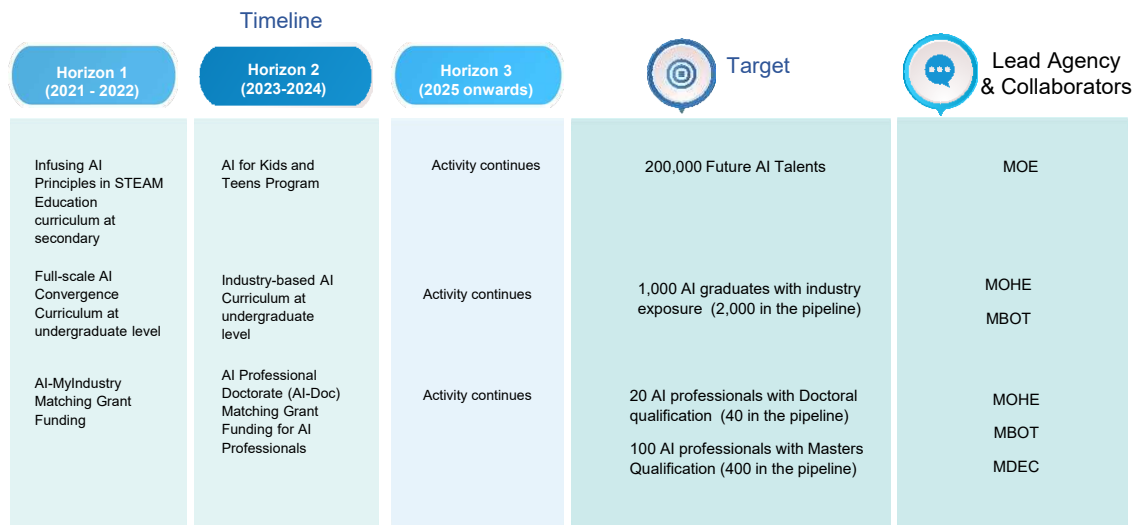 Timeline
Horizon 1
(2021 - 2022)
Horizon 2
(2023-2024)
Horizon 3
(2025 onwards)
Target
Lead Agency
& Collaborators
Infusing AI
Principles in STEAM
Education
curriculum at
secondary
AI for Kids and
Teens Program
Activity continues
200,000 Future AI Talents
MOE
Full-scale AI
Convergence
Curriculum at
undergraduate level
Industry-based AI
Curriculum at
undergraduate
level
Activity continues
1,000 AI graduates with industry
exposure (2,000 in the pipeline)
MOHE
MBOT
AI-MyIndustry
Matching Grant
Funding
AI Professional
Doctorate (AI-Doc)
Matching Grant
Funding for AI
Professionals
Activity continues
20 AI professionals with Doctoral
qualification (40 in the pipeline)
100 AI professionals with Masters
Qualification (400 in the pipeline)
MOHE
MBOT
MDEC